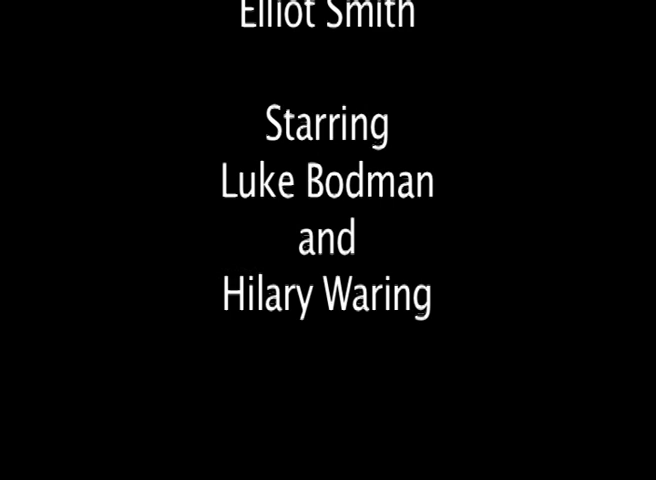 Elliot Smith
Starring
Luke Bodman
and
Hilary Waring